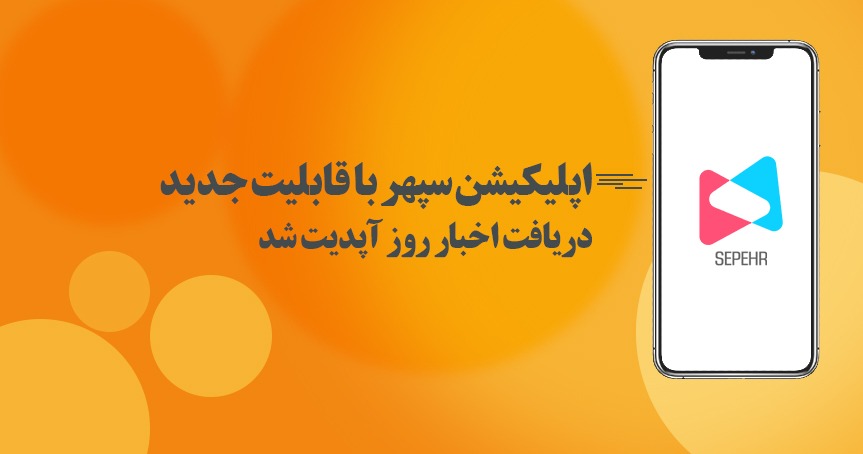 اپلیکیشن سپهر با قابلیت جدید
دریافت اخبار روز آپدیت شد
SEPEHR